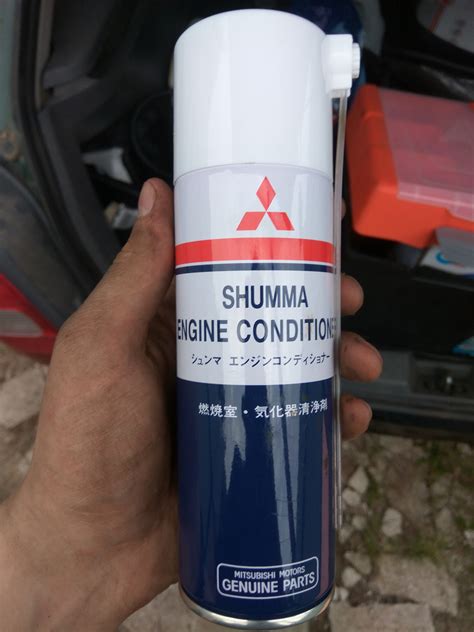 SHUMMA
ENGINE CONDITIONER
シュンマ エンジンコンディショナー
燃焼室・気化器清浄剤
MITSUBISHI MOTORS
GENUINE PARTS